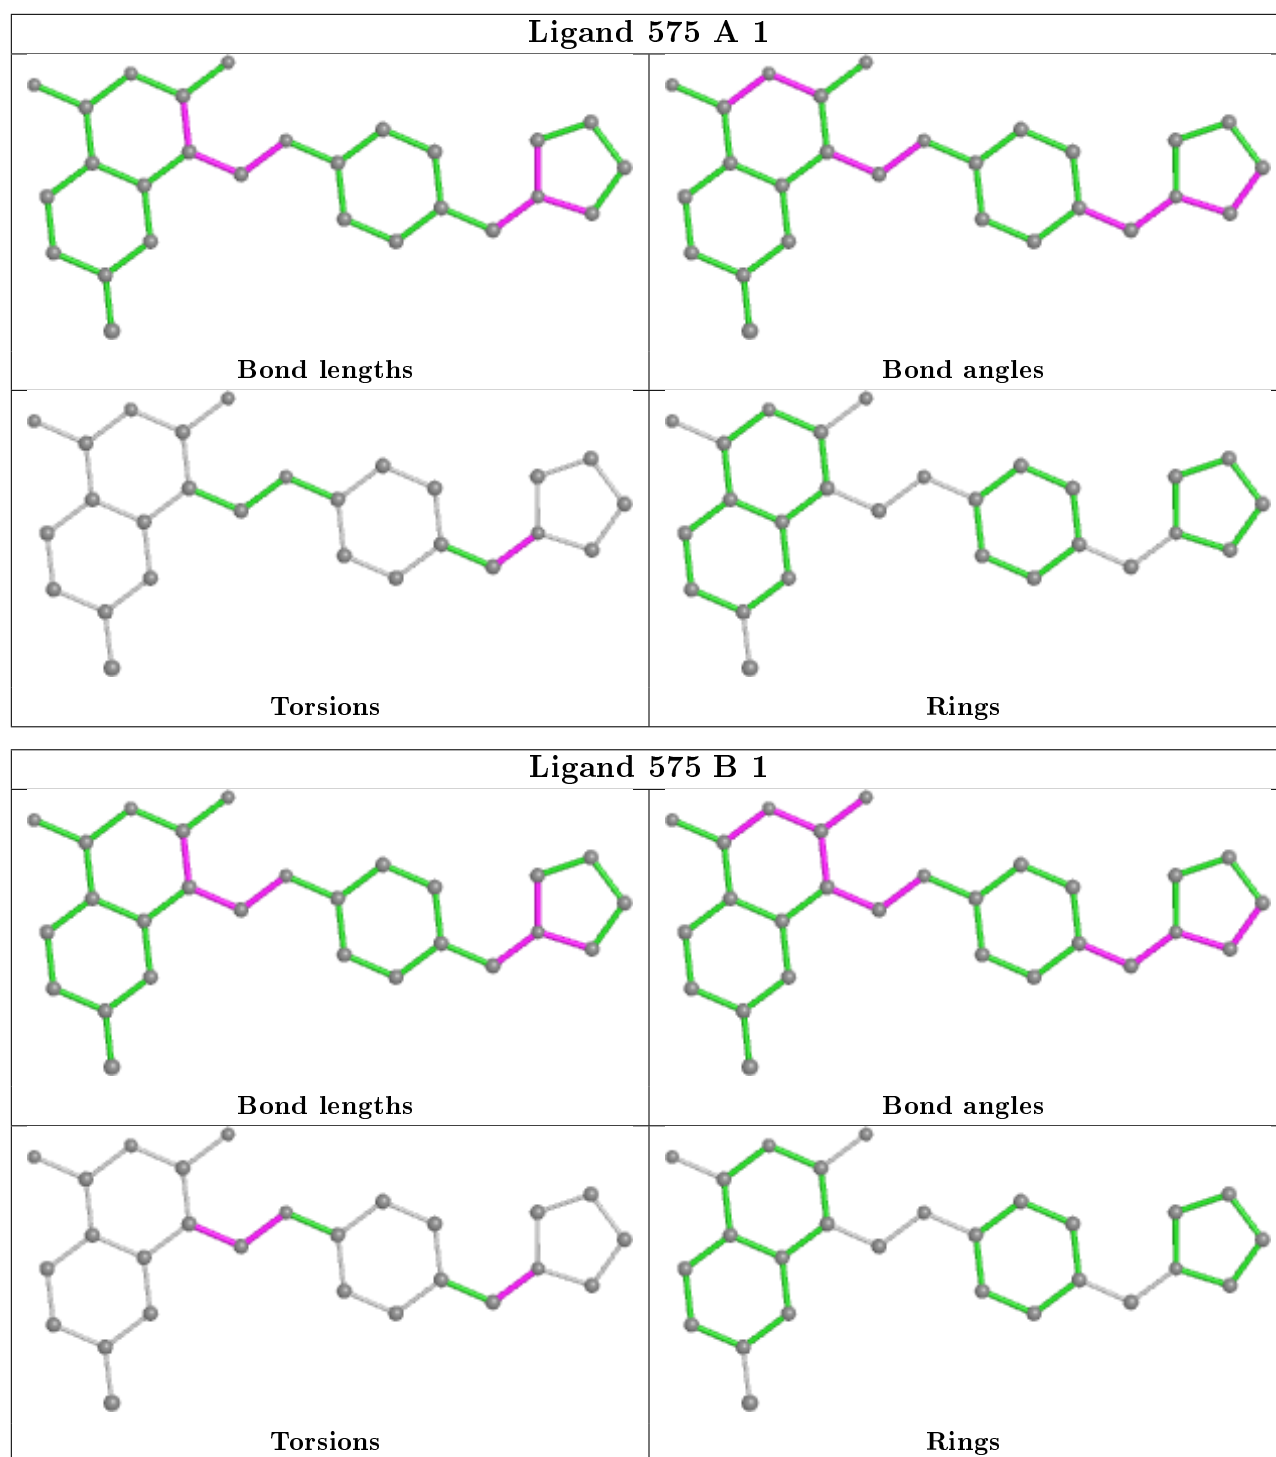 Ligand 575 A 1
Bond lengths
Bond angles
Torsions
Rings
Ligand 575 B 1
Bond lengths
Bond angles
Torsions
Rings